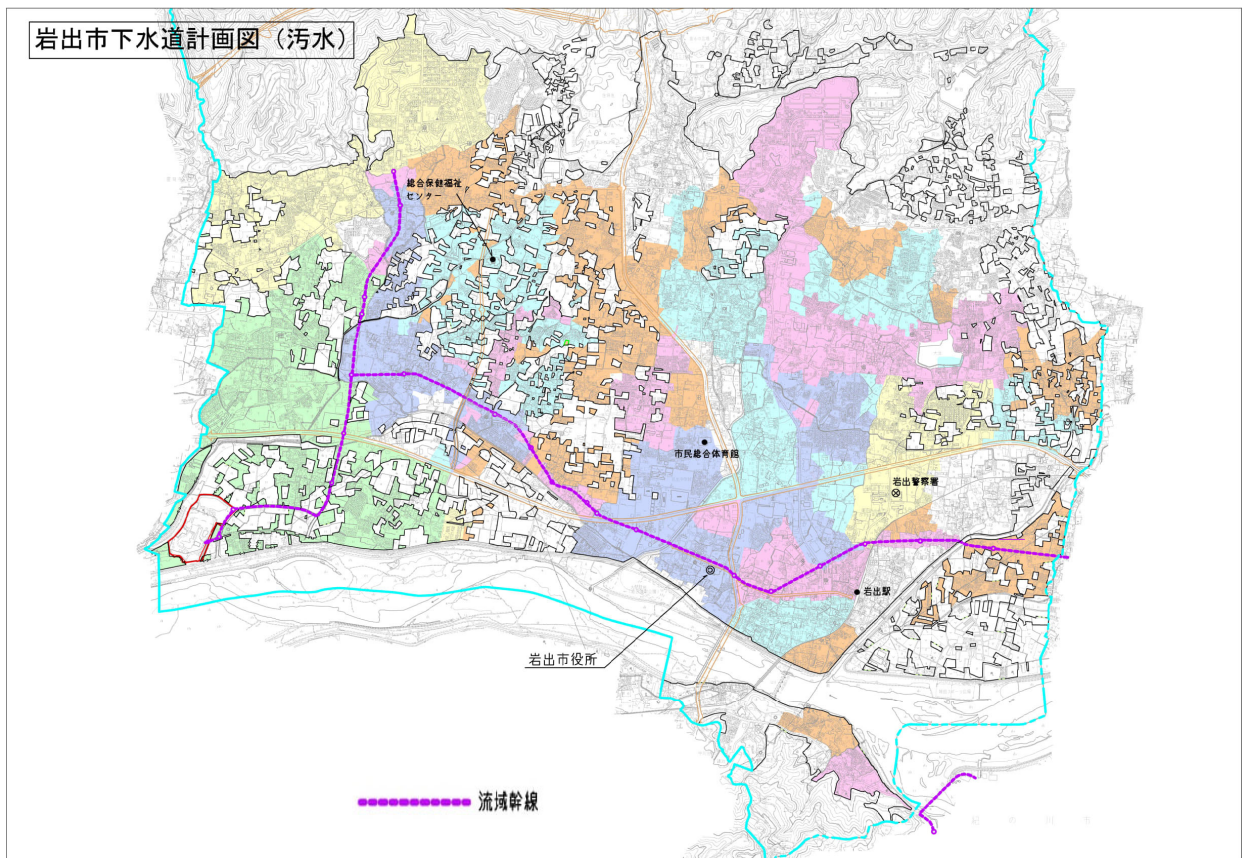 岩出市下水道計画図（汚水）
総合保健福祉
センター
市民総合体育館
岩出警察署
岩出駅
岩出市役所
流域幹線